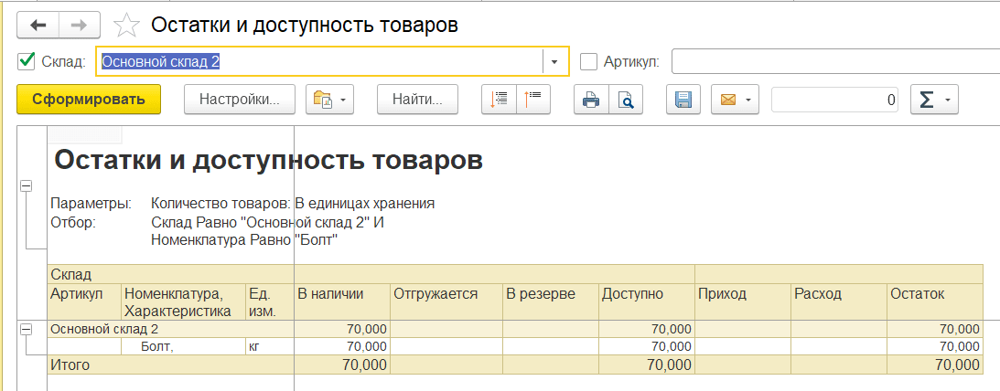 Остатки и доступность товаров
Склад: Основной склад 2 Артикул:
Сформировать Настройки... Найти... 0 Σ
Остатки и доступность товаров
Параметры: Количество товаров: В единицах хранения
Отбор: Склад Равно "Основной склад 2" И
Номенклатура Равно "Болт"
Склад
Артикул Номенклатура, Ед. В наличии Отгружается В резерве Доступно Приход Расход Остаток
Характеристика изм.
Основной склад 2 70,000 70,000 70,000
Болт, кг 70,000 70,000 70,000
Итого 70,000 70,000 70,000